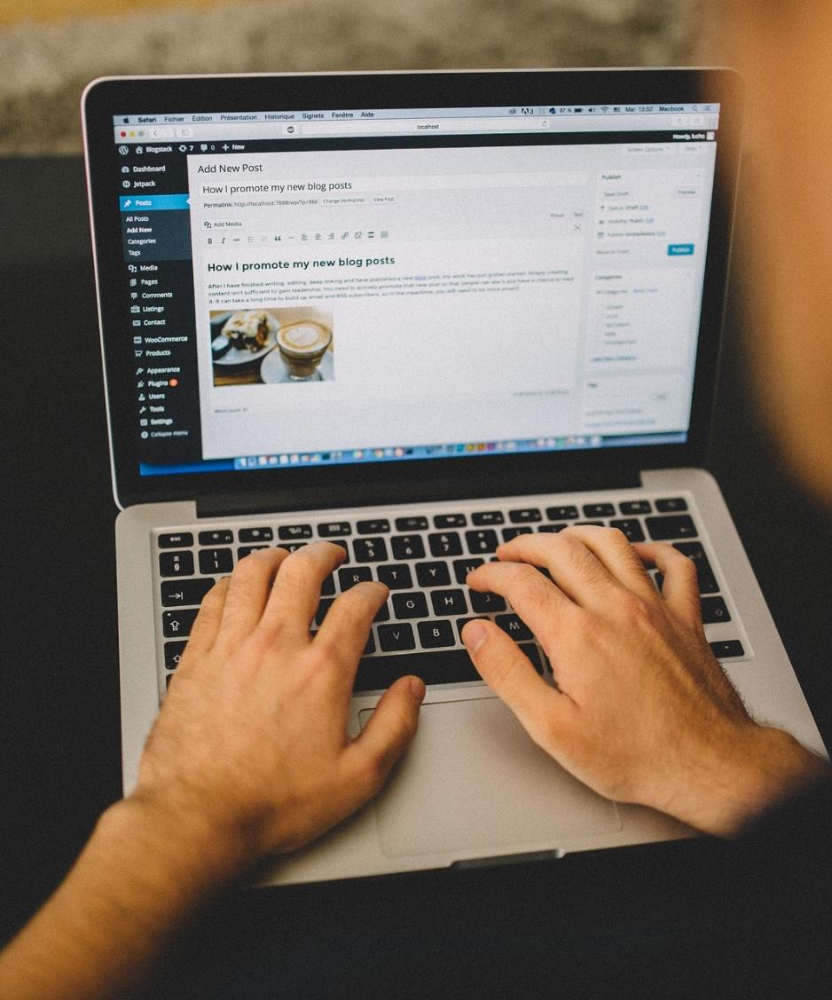 Safari Fichier Édition Présentation Historique Signets Fenêtre Aide 97 % Mar. 13:50 Macbook
localhost
Blogstack 7 0 + New Howdy, lucho
Screen Options Help
Dashboard
Jetpack
Posts
All Posts
Add New
Categories
Tags
Media
Pages
Comments
Listings
Contact
WooCommerce
Products
Appearance
Plugins
Users
Tools
Settings
Collapse menu
Add New Post
How I promote my new blog posts
Permalink: http://localhost:7888/wp/?p=866 Change Permalinks View Post
Add Media
Visual Text
B I
How I promote my new blog posts
After I have finished writing, editing, deep linking and have published a new blog post, my work has just gotten started. Simply creating
content isn't sufficient to gain readership. You need to actively promote that new post so that people can see it and have a chance to read
it. It can take a long time to build up email and RSS subscribers, so in the meantime, you will need to be more proact
Word count:
Publish
Save Draft Preview
Status: Draft Edit
Visibility: Public Edit
Publish immediately Edit
Move to Trash Publish
Categories
Tags
esc
R T Y U
G H J
V B M